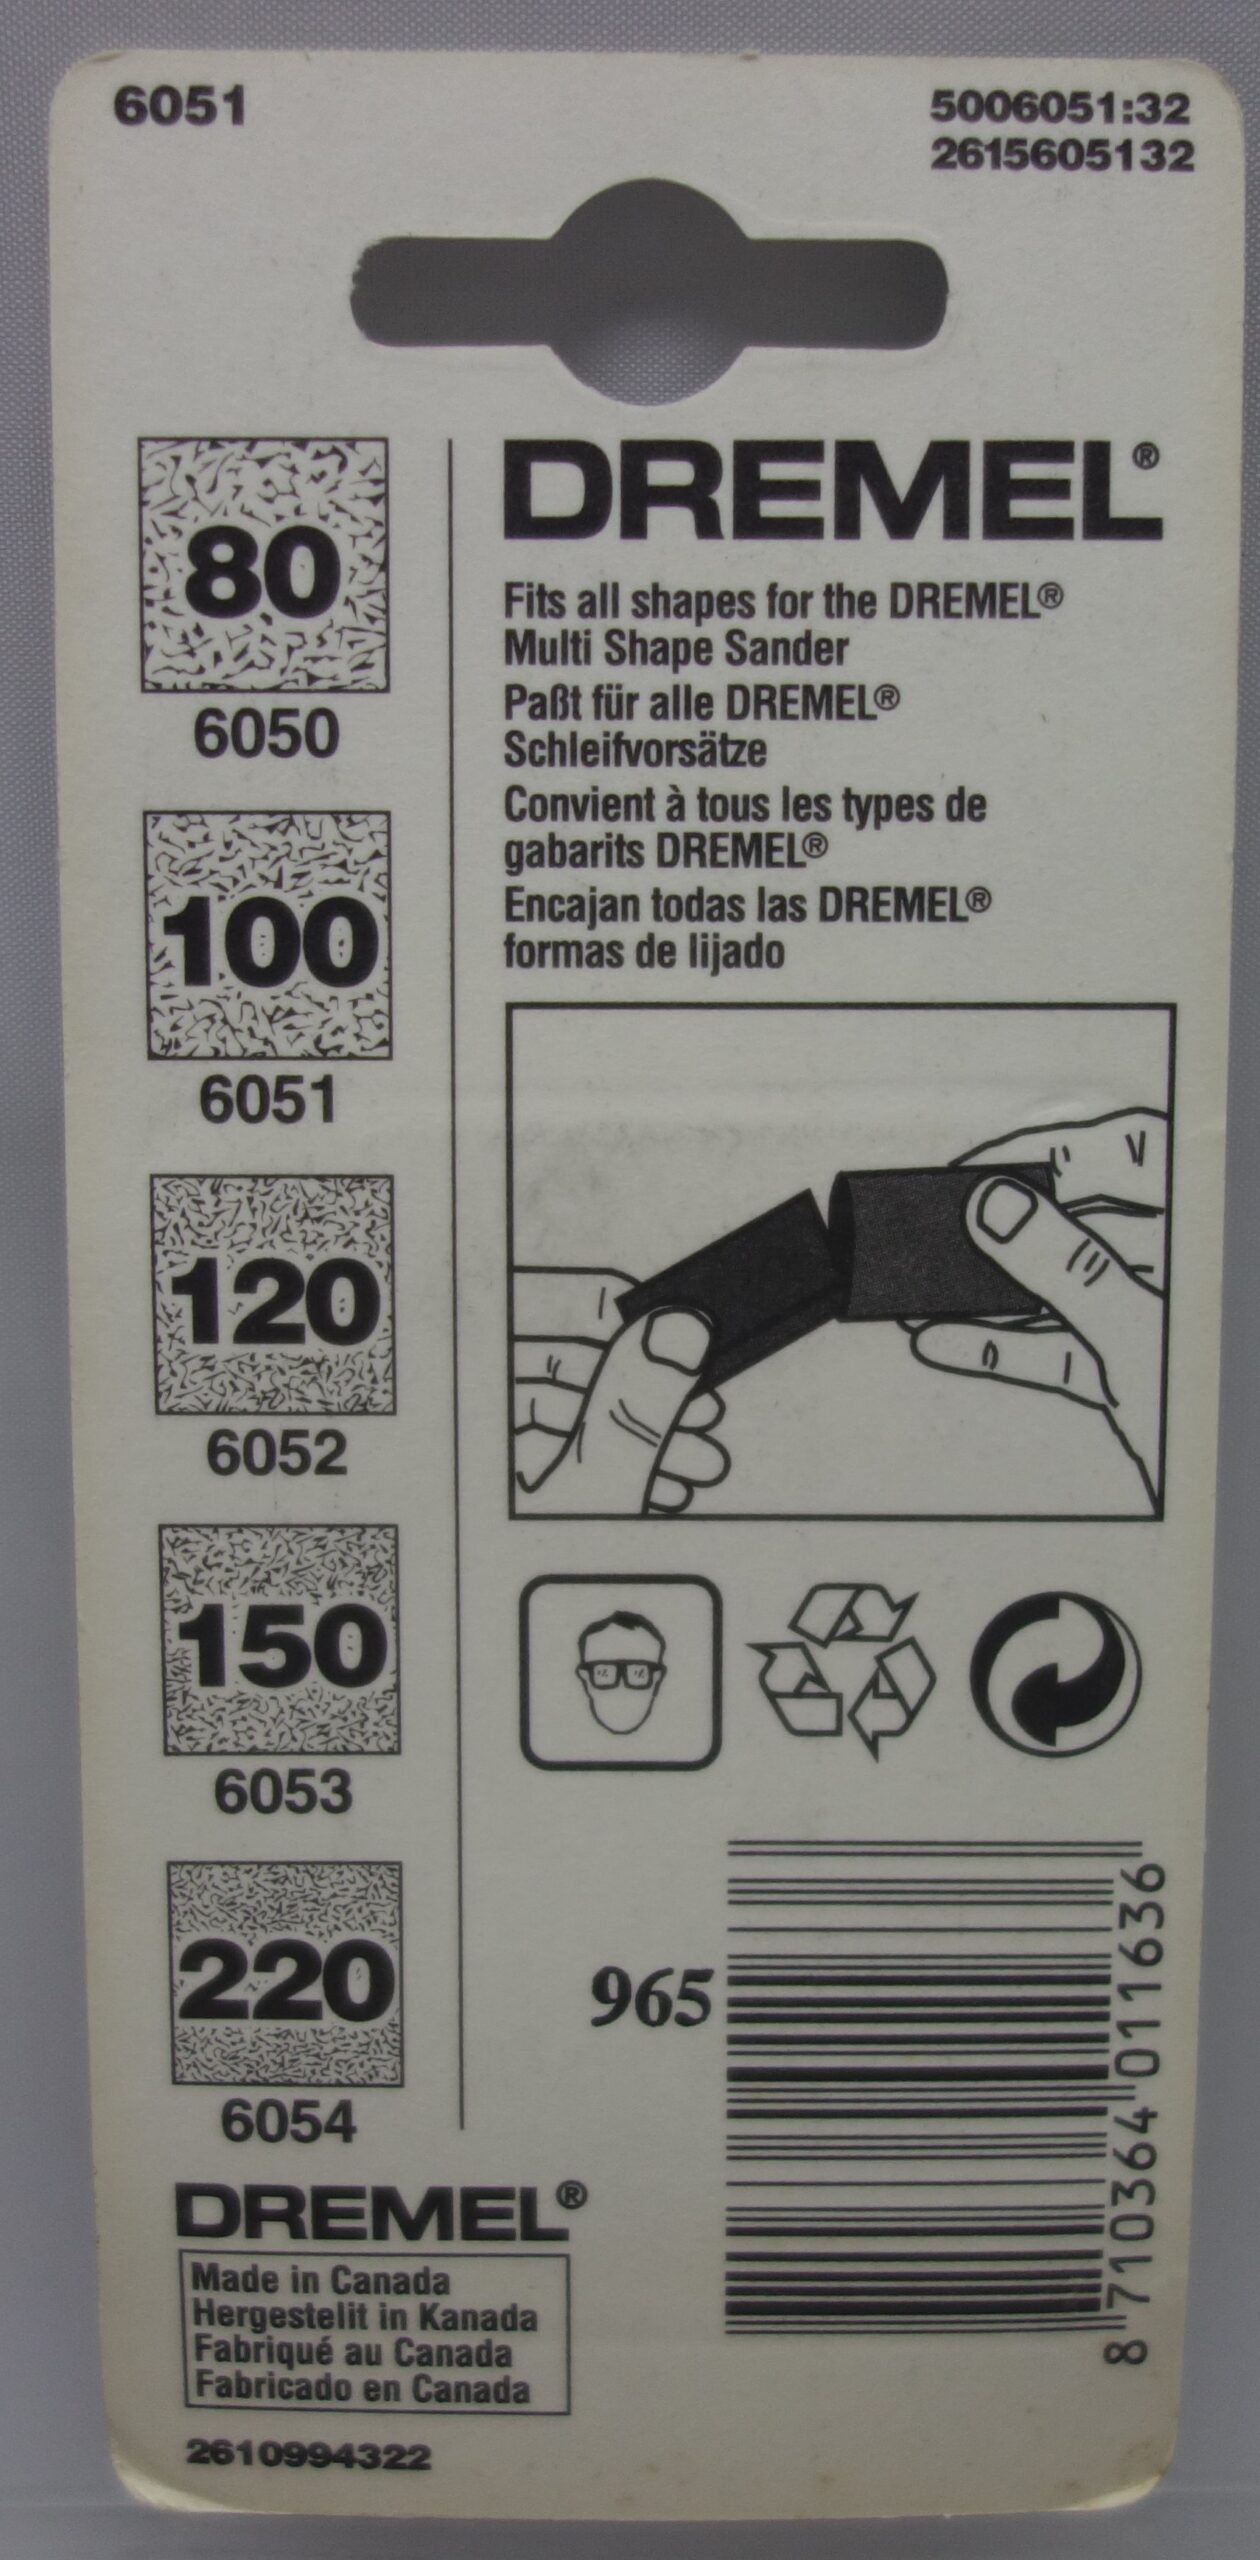 6051
5006051:32
2615605132
80
6050
100
6051
120
6052
150
6053
220
6054
DREMEL®
Fits all shapes for the DREMEL®
Multi Shape Sander
Paßt für alle DREMEL®
Schleifvorsätze
Convient à tous les types de
gabarits DREMEL®
Encajan todas las DREMEL®
formas de lijado
965
8 710364 011636
DREMEL®
Made in Canada
Hergestellt in Kanada
Fabriqué au Canada
Fabricado en Canada
2610994322